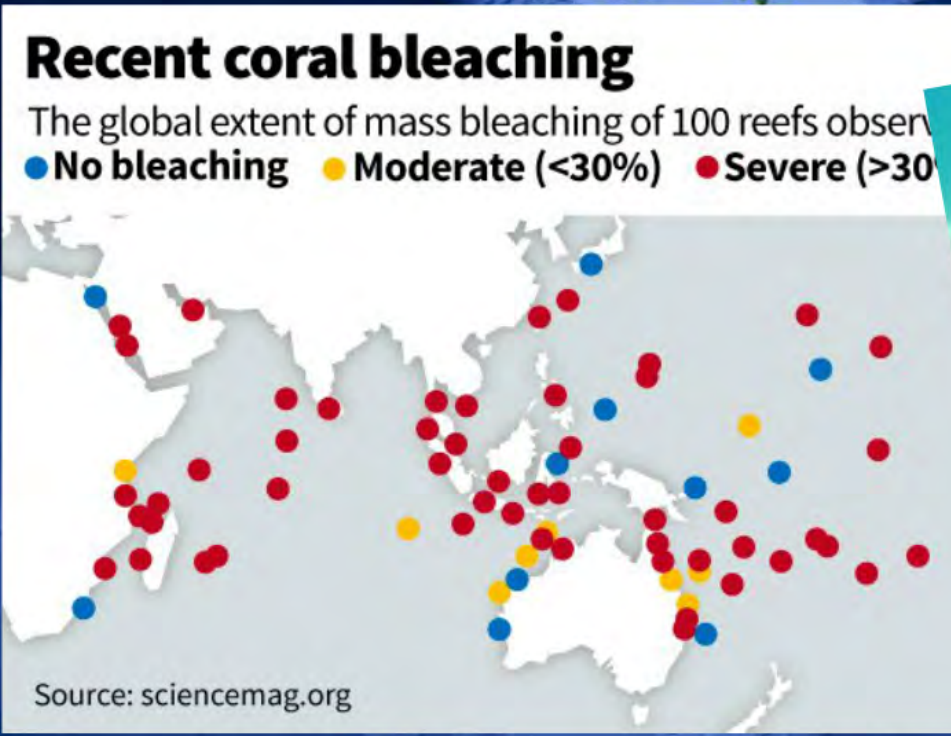 Recent coral bleaching
The global extent of mass bleaching of 100 reefs
No bleaching Moderate (<30%) Severe (>30
Source: sciencemag.org